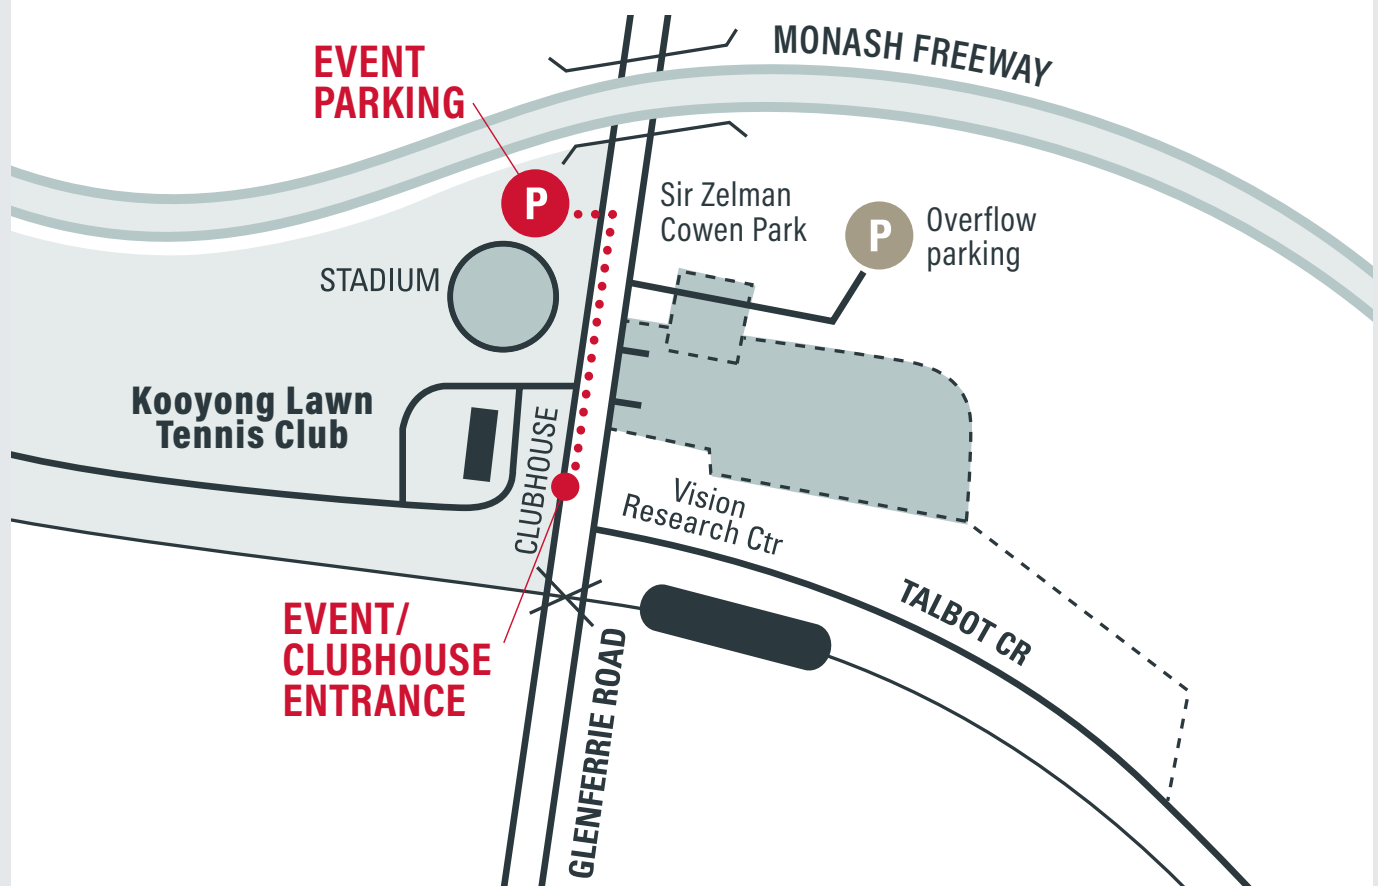 MONASH FREEWAY
EVENT
PARKING
P
Sir Zelman
Cowen Park
P
Overflow
parking
STADIUM
Kooyong Lawn
Tennis Club
CLUBHOUSE
Vision
Research Ctr
TALBOT CR
EVENT/
CLUBHOUSE
ENTRANCE
GLENFERRIE ROAD